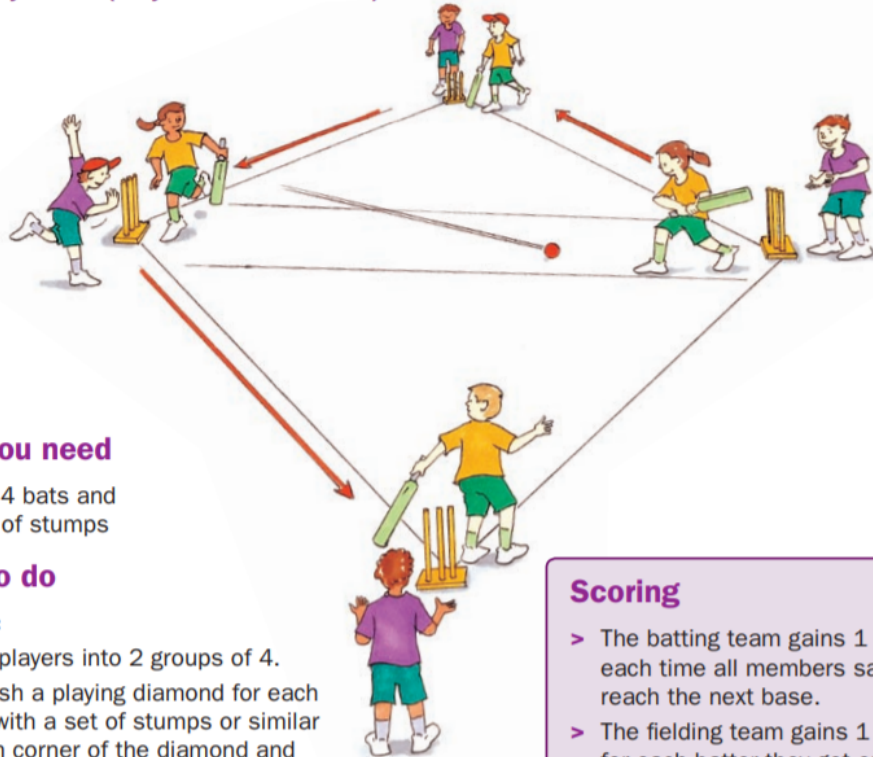 ou need
4 bats and
of stumps
o do
players into 2 groups of 4.
sh a playing diamond for each
with a set of stumps or similar
corner of the diamond and
Scoring
> The batting team gains 1
each time all members sa
reach the next base.
> The fielding team gains 1